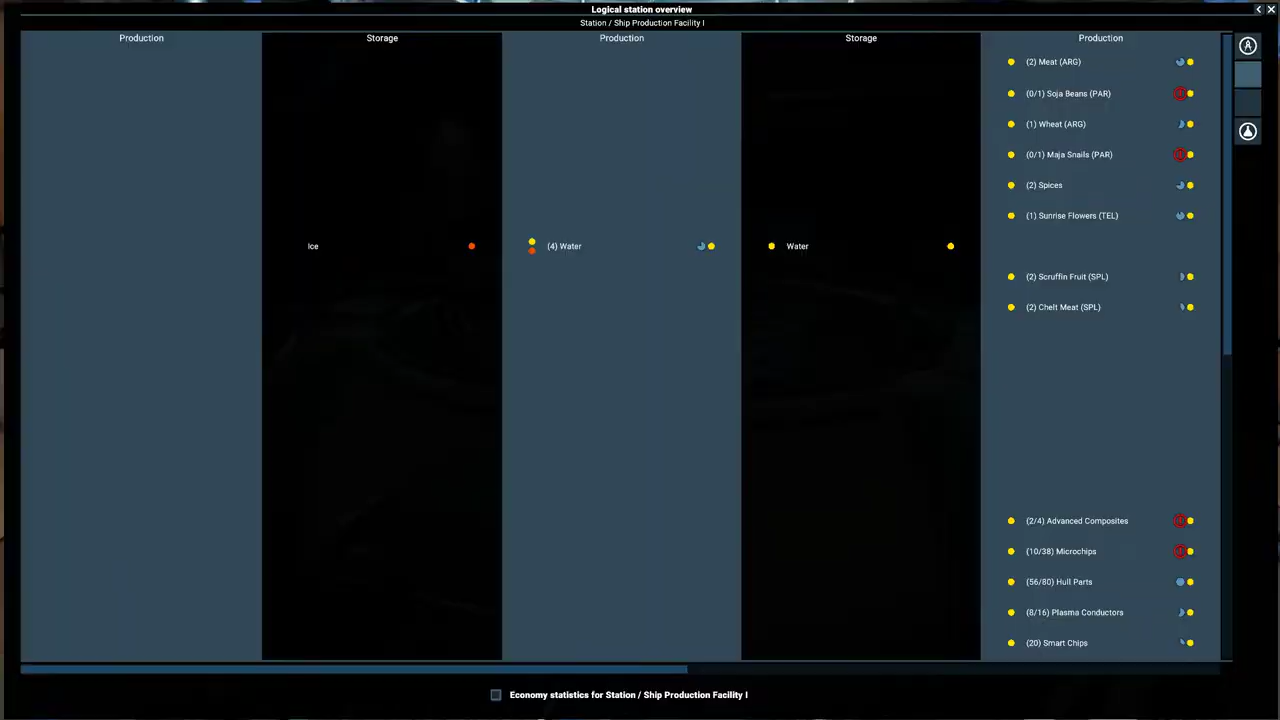 Logical station overview
Station / Ship Production Facility I
Production
Storage
Production
Storage
Production
(2) Meat (ARG)
(0/1) Soja Beans (PAR)
(1) Wheat (ARG)
(0/1) Maja Snails (PAR)
(2) Spices
(1) Sunrise Flowers (TEL)
Ice
(4) Water
Water
(2) Scruffin Fruit (SPL)
(2) Chelt Meat (SPL)
(2/4) Advanced Composites
(10/38) Microchips
(56/80) Hull Parts
(8/16) Plasma Conductors
(20) Smart Chips
Economy statistics for Station / Ship Production Facility I